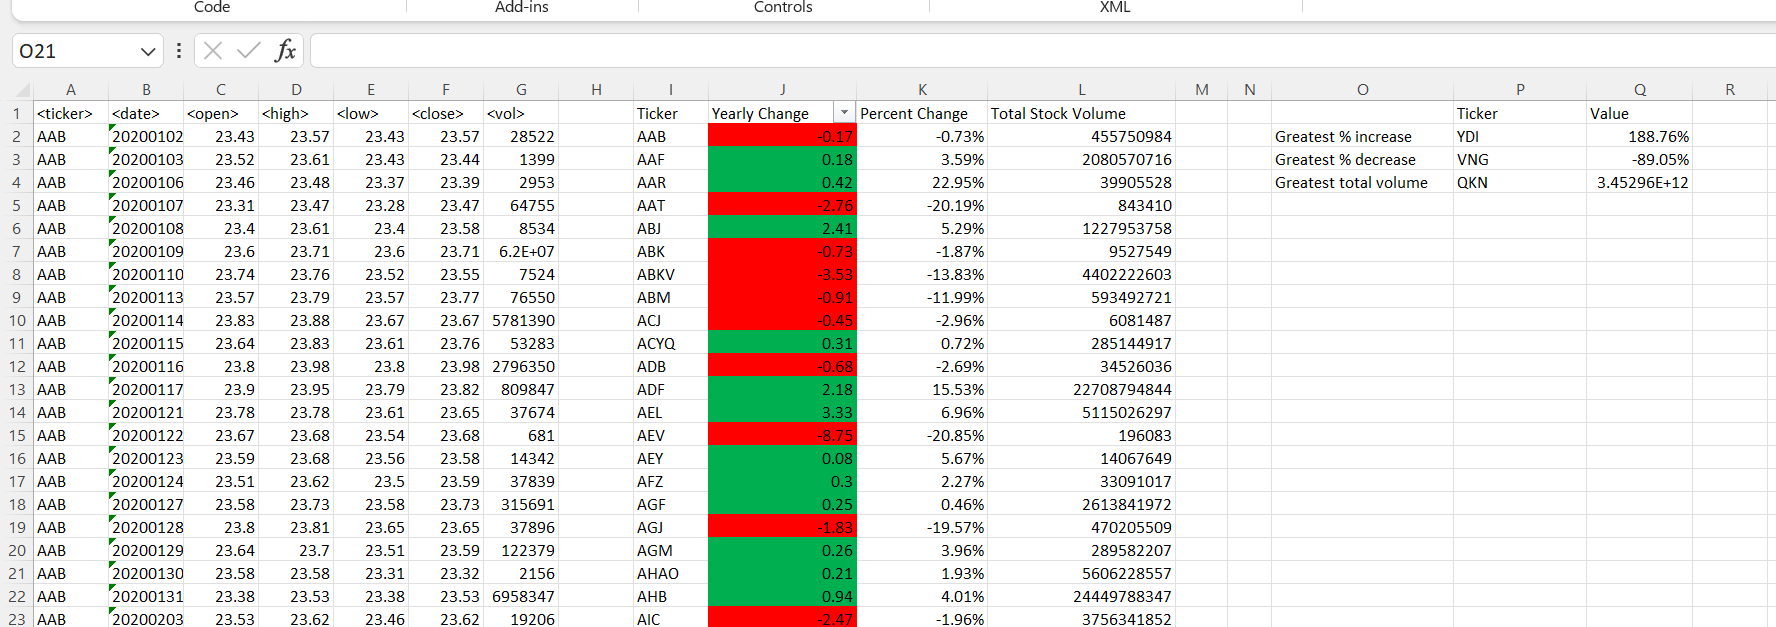 Code Add-ins Controls XML
O21 fx
A B C D E F G H I J K L M N O P Q R
1 <ticker> <date> <open> <high> <low> <close> <vol> Ticker Yearly Change Percent Change Total Stock Volume Ticker Value
2 AAB 20200102 23.43 23.57 23.43 23.57 28522 AAB -0.17 -0.73% 455750984 Greatest % increase YDI 188.76%
3 AAB 20200103 23.52 23.61 23.43 23.44 1399 AAF 0.18 3.59% 2080570716 Greatest % decrease VNG -89.05%
4 AAB 20200106 23.46 23.48 23.37 23.39 2953 AAR 0.42 22.95% 39905528 Greatest total volume QKN 3.45296E+12
5 AAB 20200107 23.31 23.47 23.28 23.47 64755 AAT -2.76 -20.19% 843410
6 AAB 20200108 23.4 23.61 23.4 23.58 8534 ABJ 2.41 5.29% 1227953758
7 AAB 20200109 23.6 23.71 23.6 23.71 6.2E+07 ABK -0.73 -1.87% 9527549
8 AAB 20200110 23.74 23.76 23.52 23.55 7524 ABKV -3.53 -13.83% 4402222603
9 AAB 20200113 23.57 23.79 23.57 23.77 76550 ABM -0.91 -11.99% 593492721
10 AAB 20200114 23.83 23.88 23.67 23.67 5781390 ACJ -0.45 -2.96% 6081487
11 AAB 20200115 23.64 23.83 23.61 23.76 53283 ACYQ 0.31 0.72% 285144917
12 AAB 20200116 23.8 23.98 23.8 23.98 2796350 ADB -0.68 -2.69% 34526036
13 AAB 20200117 23.9 23.95 23.79 23.82 809847 ADF 2.18 15.53% 22708794844
14 AAB 20200121 23.78 23.78 23.61 23.65 37674 AEL 3.33 6.96% 5115026297
15 AAB 20200122 23.67 23.68 23.54 23.68 681 AEV -8.75 -20.85% 196083
16 AAB 20200123 23.59 23.68 23.56 23.58 14342 AEY 0.08 5.67% 14067649
17 AAB 20200124 23.51 23.62 23.5 23.59 37839 AFZ 0.3 2.27% 33091017
18 AAB 20200127 23.58 23.73 23.58 23.73 315691 AGF 0.25 0.46% 2613841972
19 AAB 20200128 23.8 23.81 23.65 23.65 37896 AGJ -1.83 -19.57% 470205509
20 AAB 20200129 23.64 23.7 23.51 23.59 122379 AGM 0.26 3.96% 289582207
21 AAB 20200130 23.58 23.58 23.31 23.32 2156 AHAO 0.21 1.93% 5606228557
22 AAB 20200131 23.38 23.53 23.38 23.53 6958347 AHB 0.94 4.01% 24449788347
23 AAB 20200203 23.53 23.62 23.46 23.62 19206 AIC -2.47 -1.96% 3756341852